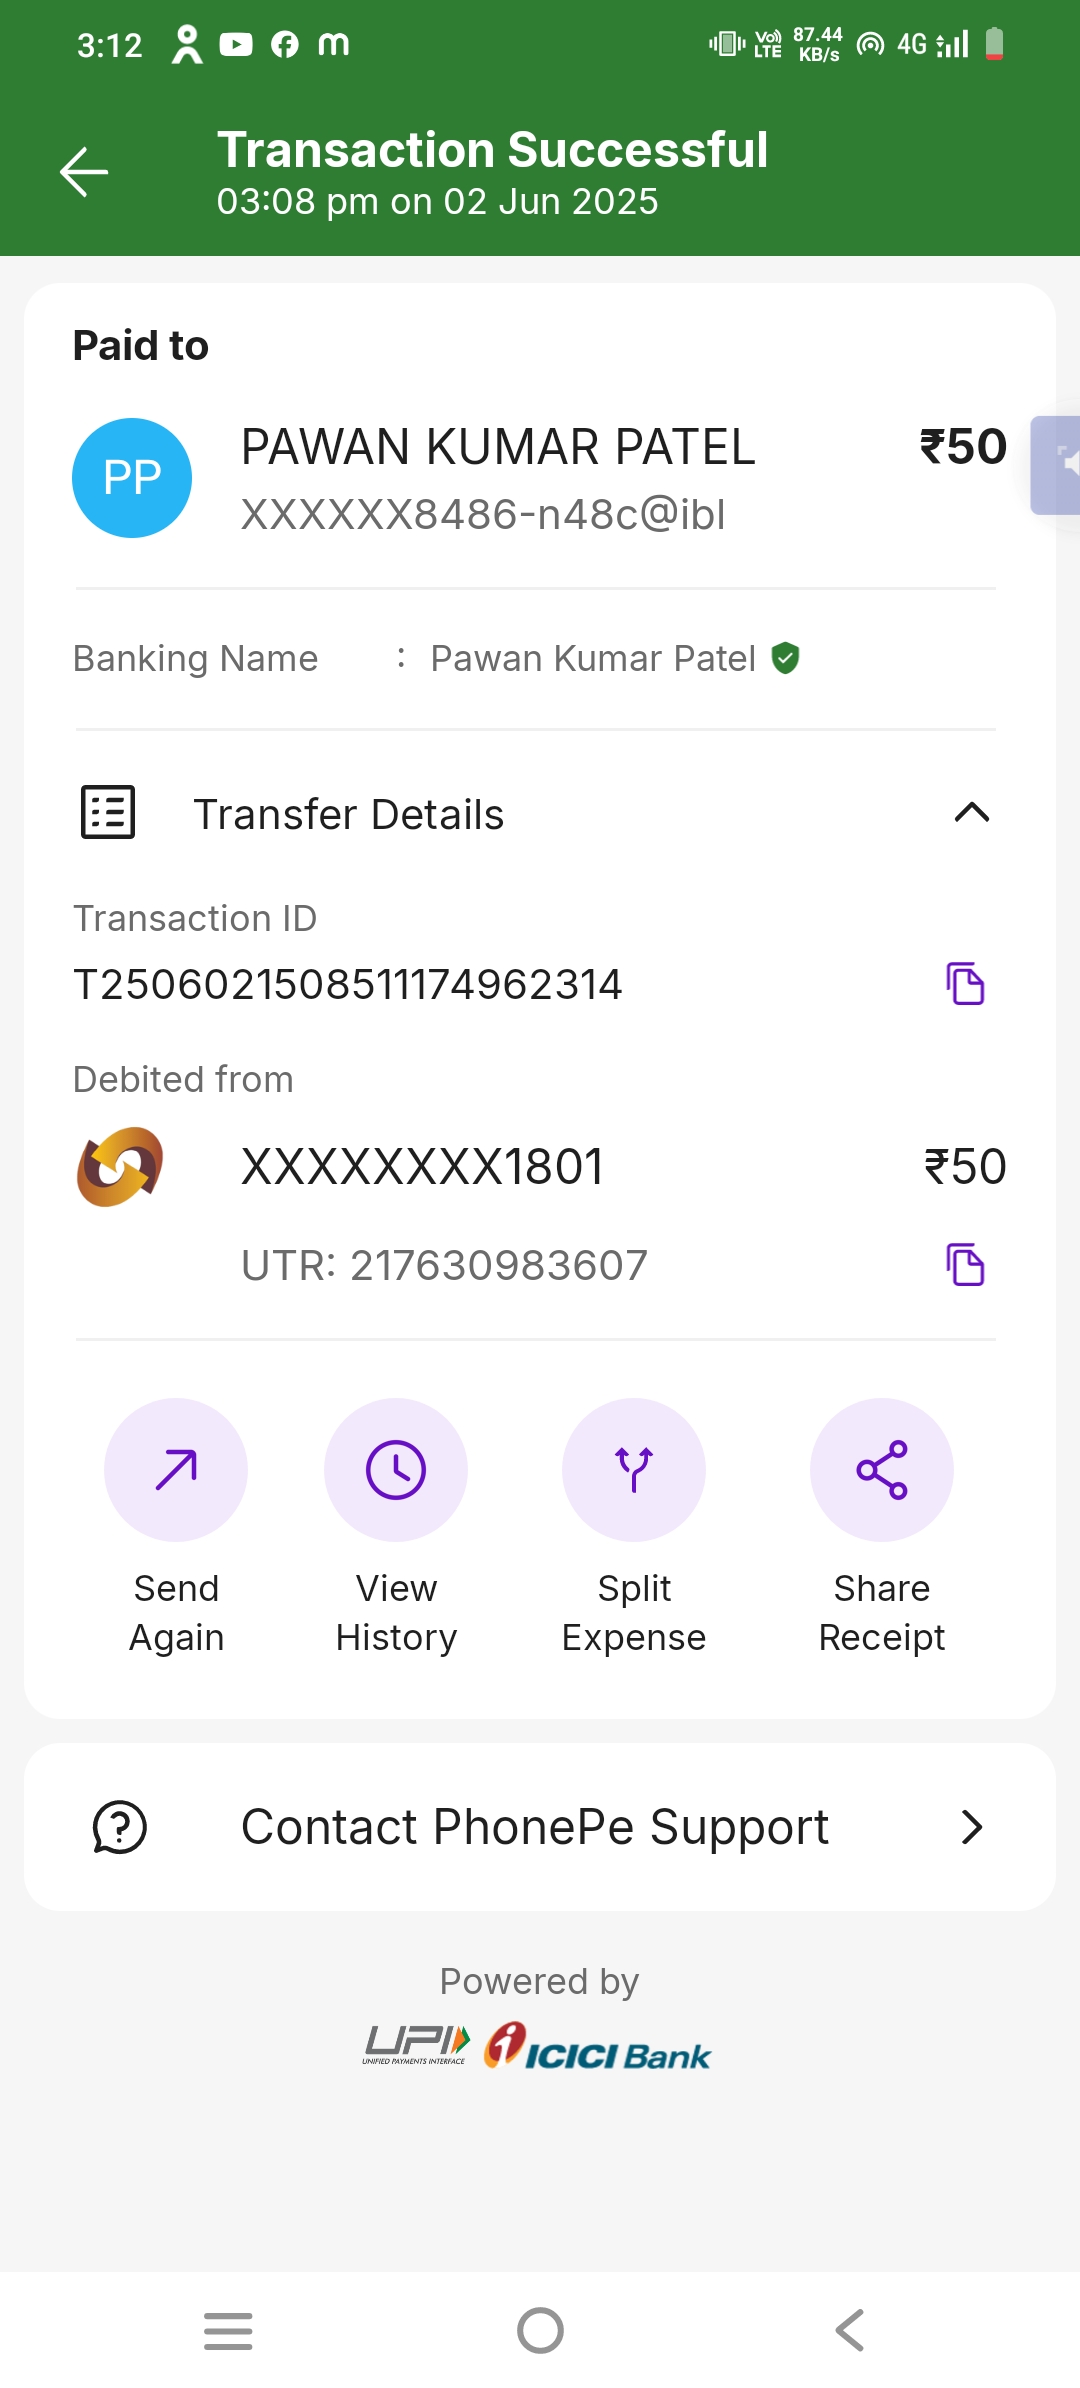 3:12
Vo)) LTE 87.44 KB/s 4G
Transaction Successful
03:08 pm on 02 Jun 2025
Paid to
PP PAWAN KUMAR PATEL ₹50
XXXXXX8486-n48c@ibl
Banking Name : Pawan Kumar Patel
Transfer Details
Transaction ID
T2506021508511174962314
Debited from
XXXXXXXX1801 ₹50
UTR: 217630983607
Send Again
View History
Split Expense
Share Receipt
Contact PhonePe Support
Powered by
UPI UNIFIED PAYMENTS INTERFACE ICICI Bank